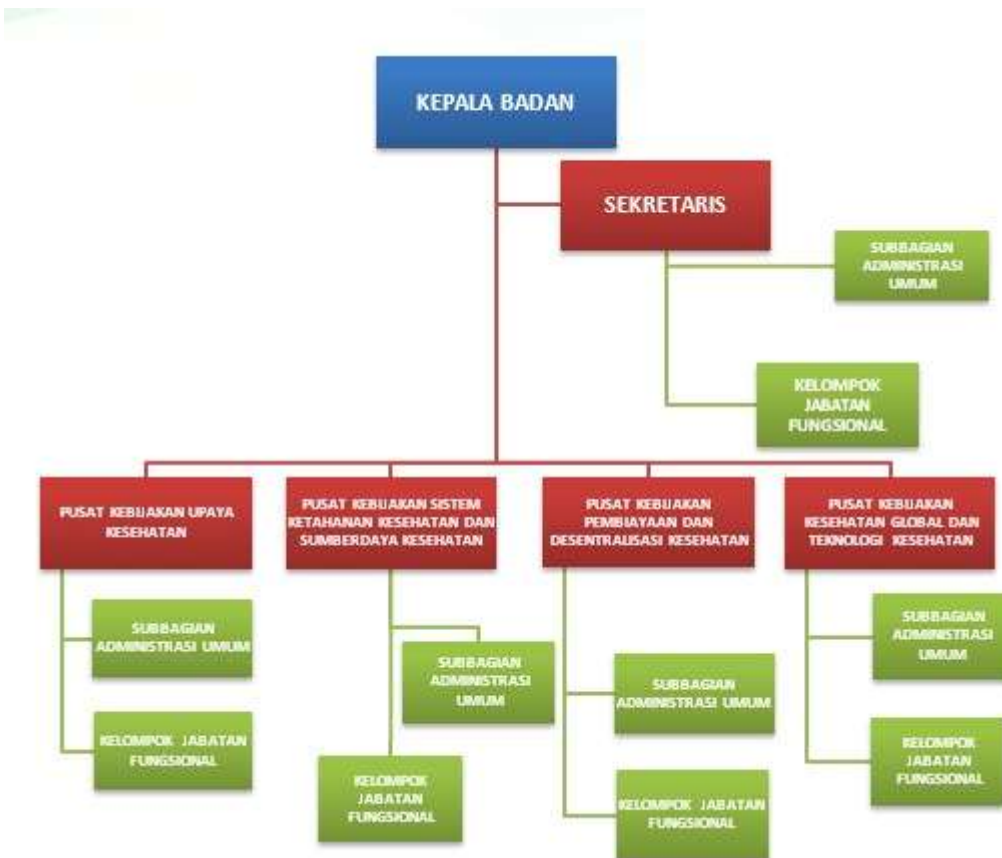 KEPALA BADAN
SEKRETARIS
SUBBAGIAN
ADMINISTRASI
UMUM
KELOMPOK
JABATAN
FUNGSIONAL
PUSAT KEBIJAKAN UPAYA
KESEHATAN
PUSAT KEBIJAKAN SISTEM
KETAHANAN KESEHATAN DAN
SUMBERDAYA KESEHATAN
PUSAT KEBIJAKAN
PEMBIAYAAN DAN
DESENTRALISASI KESEHATAN
PUSAT KEBIJAKAN
KESEHATAN GLOBAL DAN
TEKNOLOGI KESEHATAN
SUBBAGIAN
ADMINISTRASI UMUM
KELOMPOK JABATAN
FUNGSIONAL
SUBBAGIAN
ADMINISTRASI
UMUM
KELOMPOK
JABATAN
FUNGSIONAL
SUBBAGIAN
ADMINISTRASI UMUM
KELOMPOK JABATAN
FUNGSIONAL
SUBBAGIAN
ADMINISTRASI
UMUM
KELOMPOK
JABATAN
FUNGSIONAL